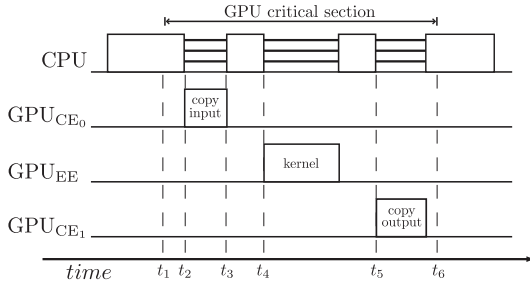 GPU critical section
CPU
GPU_CE₀
copy
input
GPU_EE
kernel
GPU_CE₁
copy
output
time t₁ t₂ t₃ t₄ t₅ t₆